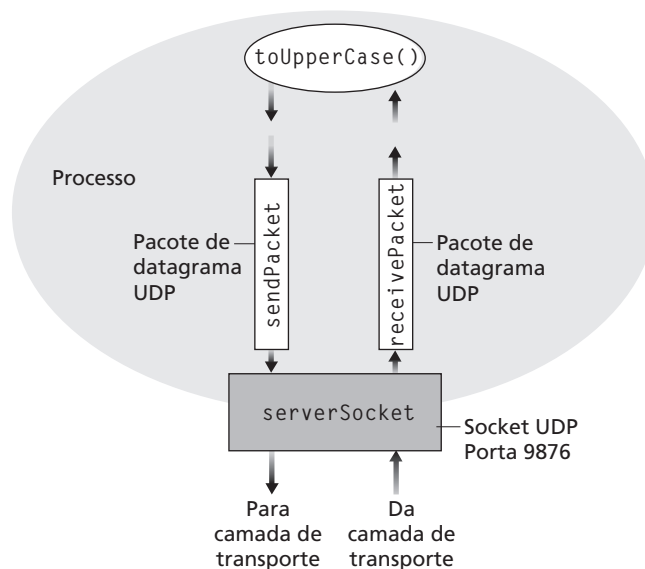 toUpperCase()
Processo
Pacote de
datagrama
UDP
sendPacket
receivePacket
Pacote de
datagrama
UDP
serverSocket
Socket UDP
Porta 9876
Para
camada de
transporte
Da
camada de
transporte